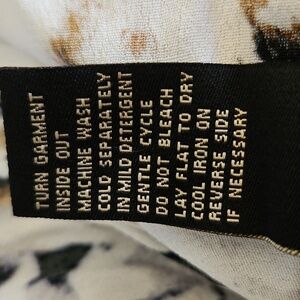 TURN GARMENT
INSIDE OUT
MACHINE WASH
COLD SEPARATELY
IN MILD DETERGENT
GENTLE CYCLE
DO NOT BLEACH
LAY FLAT TO DRY
COOL IRON ON
REVERSE SIDE
IF NECESSARY